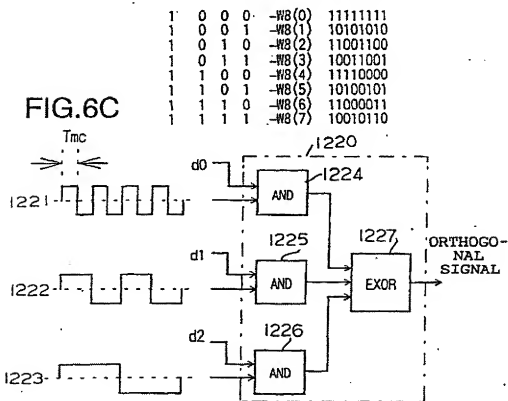 1 0 0 0 -W8(0) 11111111
1 0 0 1 -W8(1) 10101010
1 0 1 0 -W8(2) 11001100
1 0 1 1 -W8(3) 10011001
1 1 0 0 -W8(4) 11110000
1 1 0 1 -W8(5) 10100101
1 1 1 0 -W8(6) 11000011
1 1 1 1 -W8(7) 10010110
FIG.6C
Tmc
1220
d0
1224
AND
1221
d1
1225
AND
1227
EXOR
ORTHOGO-
NAL
SIGNAL
1222
d2
1226
AND
1223